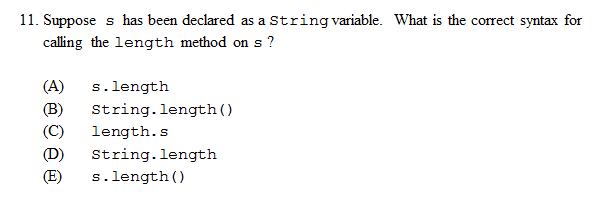 11. Suppose s has been declared as a String variable. What is the correct syntax for
calling the length method on s ?
(A) s.length
(B) String.length()
(C) length.s
(D) String.length
(E) s.length()